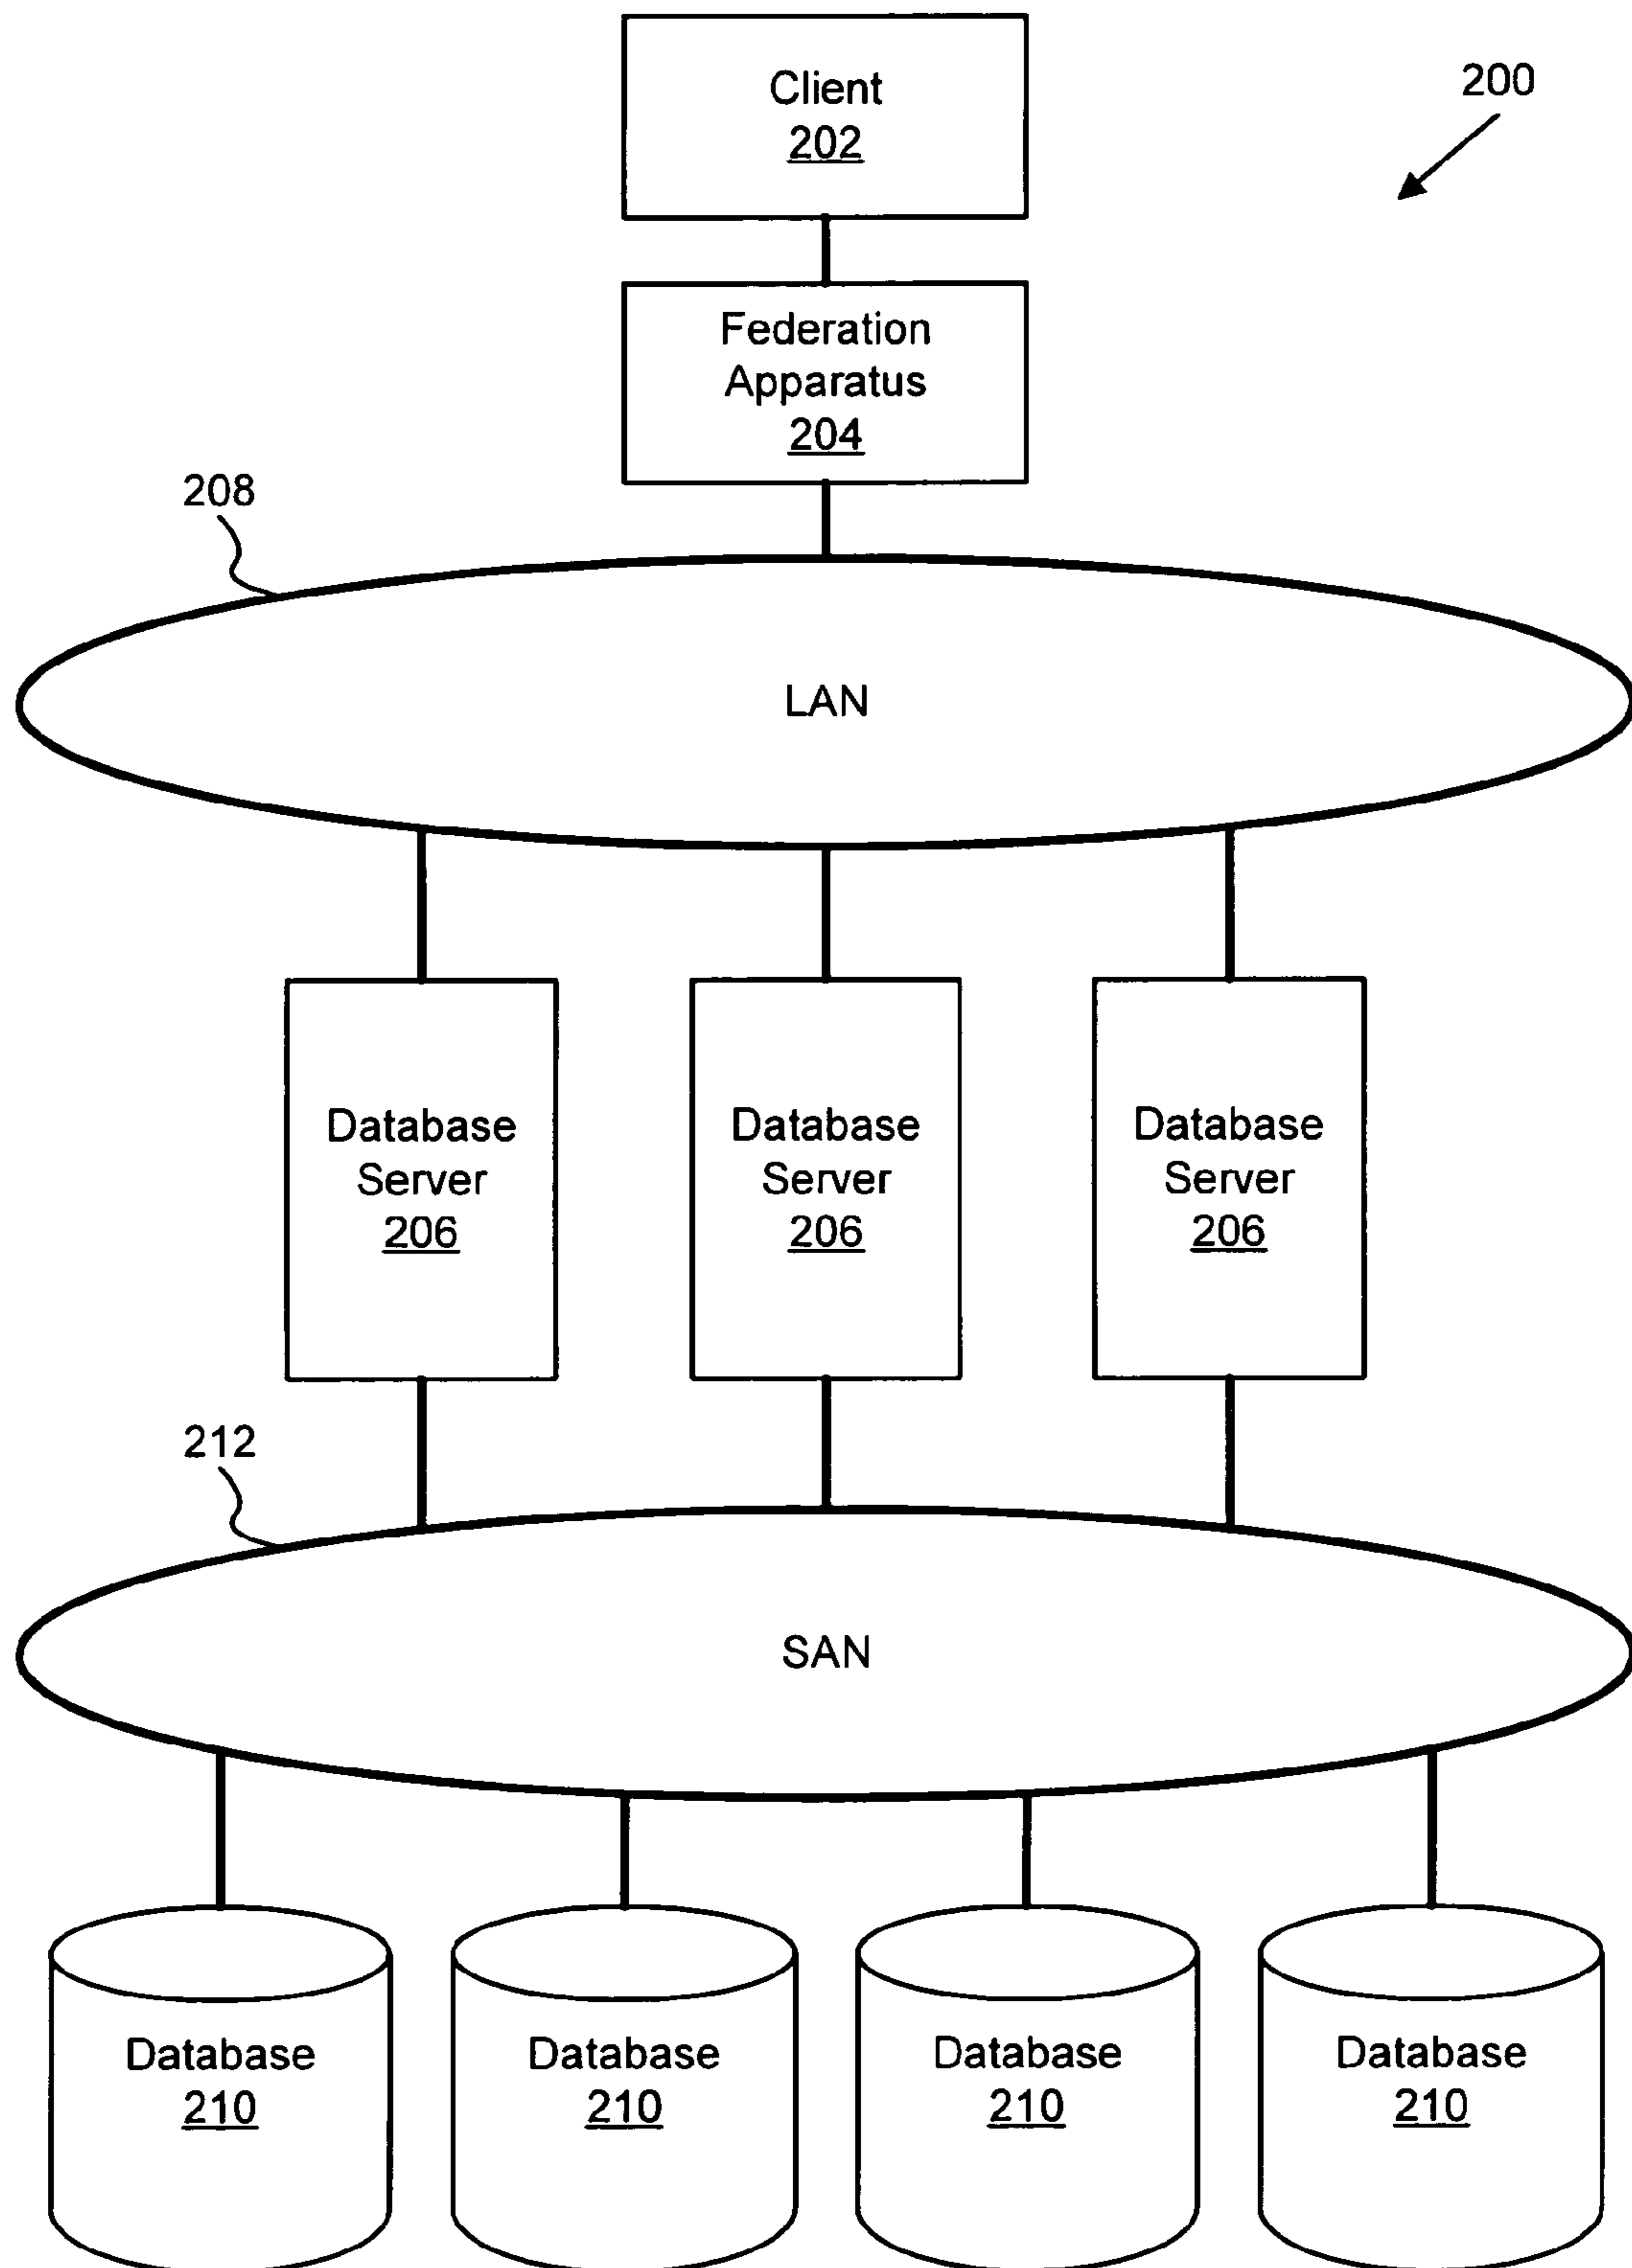 Client
202
200
Federation
Apparatus
204
208
LAN
Database
Server
206
Database
Server
206
Database
Server
206
212
SAN
Database
210
Database
210
Database
210
Database
210